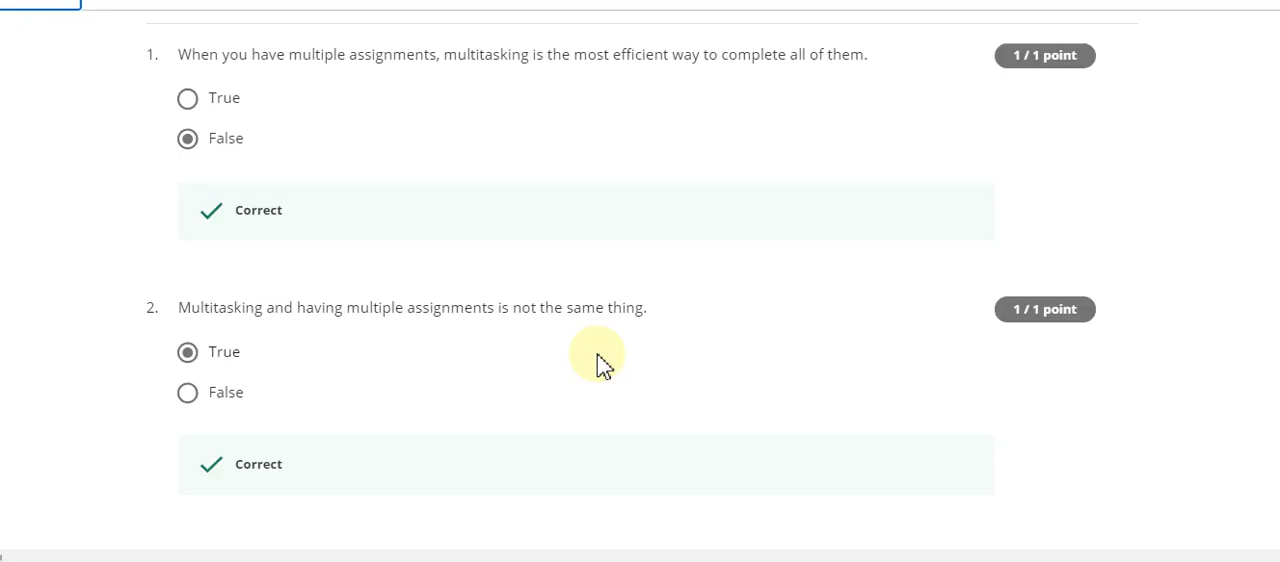 1. When you have multiple assignments, multitasking is the most efficient way to complete all of them. 1 / 1 point
True
False
Correct
2. Multitasking and having multiple assignments is not the same thing. 1 / 1 point
True
False
Correct